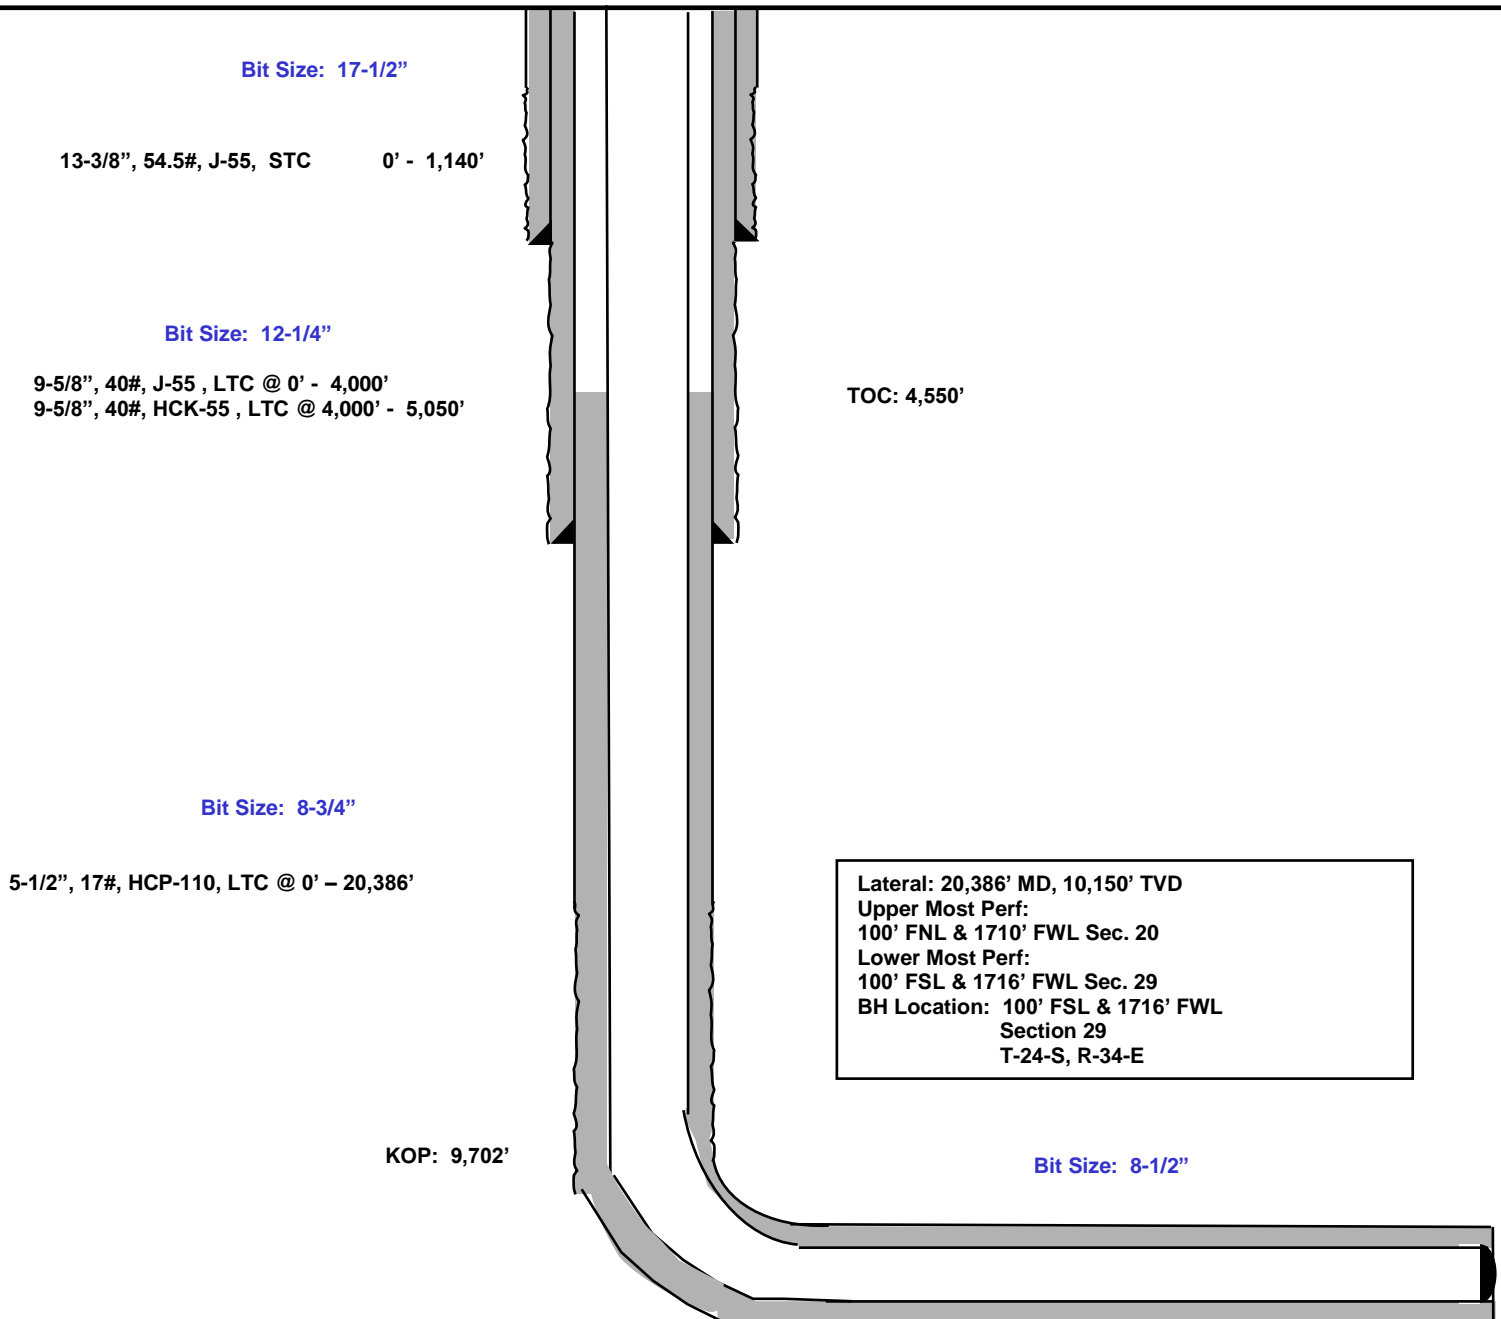 Bit Size: 17-1/2”
13-3/8”, 54.5#, J-55, STC 0’ - 1,140’
Bit Size: 12-1/4”
9-5/8”, 40#, J-55 , LTC @ 0’ - 4,000’
9-5/8”, 40#, HCK-55 , LTC @ 4,000’ - 5,050’
TOC: 4,550’
Bit Size: 8-3/4”
5-1/2”, 17#, HCP-110, LTC @ 0’ – 20,386’
Lateral: 20,386’ MD, 10,150’ TVD
Upper Most Perf:
100’ FNL & 1710’ FWL Sec. 20
Lower Most Perf:
100’ FSL & 1716’ FWL Sec. 29
BH Location: 100’ FSL & 1716’ FWL
Section 29
T-24-S, R-34-E
KOP: 9,702’
Bit Size: 8-1/2”